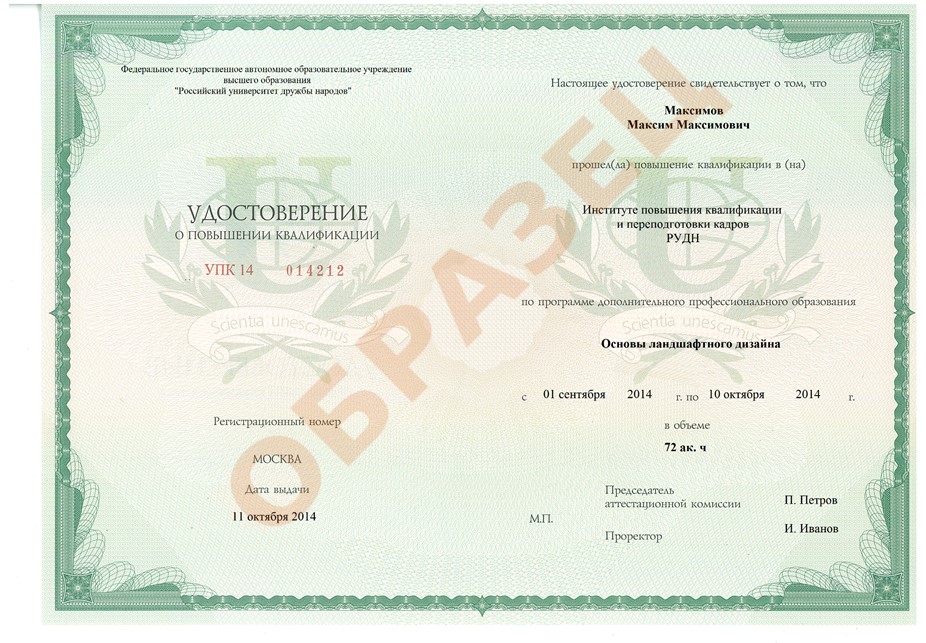 Федеральное государственное автономное образовательное учреждение
высшего образования
"Российский университет дружбы народов"
УДОСТОВЕРЕНИЕ
О ПОВЫШЕНИИ КВАЛИФИКАЦИИ
УПК 14 014212
Scientia unescamus
Регистрационный номер
МОСКВА
Дата выдачи
11 октября 2014
Настоящее удостоверение свидетельствует о том, что
Максимов
Максим Максимович
прошел(ла) повышение квалификации в (на)
Институте повышения квалификации
и переподготовки кадров
РУДН
по программе дополнительного профессионального образования
Scientia unescamus
Основы ландшафтного дизайна
с 01 сентября 2014 г. по 10 октября 2014 г.
в объеме
72 ак. ч
Председатель
аттестационной комиссии П. Петров
М.П.
Проректор И. Иванов
ОБРАЗЕЦ